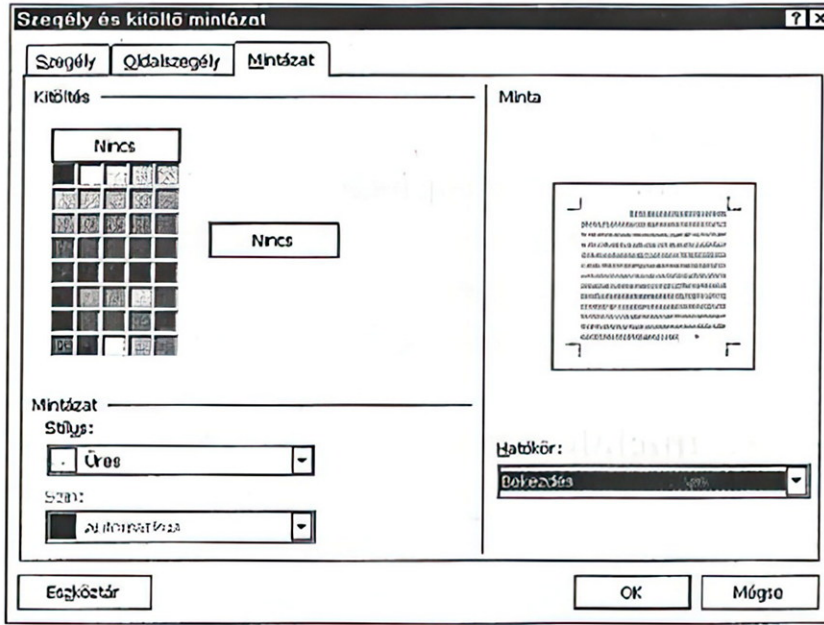 Szegély és kitöltő mintázat
Szegély Oldalszegély Mintázat
Kitöltés
Minta
Nincs
Nincs
Mintázat
Stílus:
Üres
Szín:
Automatikus
Hatókör:
Bekezdés
Eszköztár
OK
Mégse